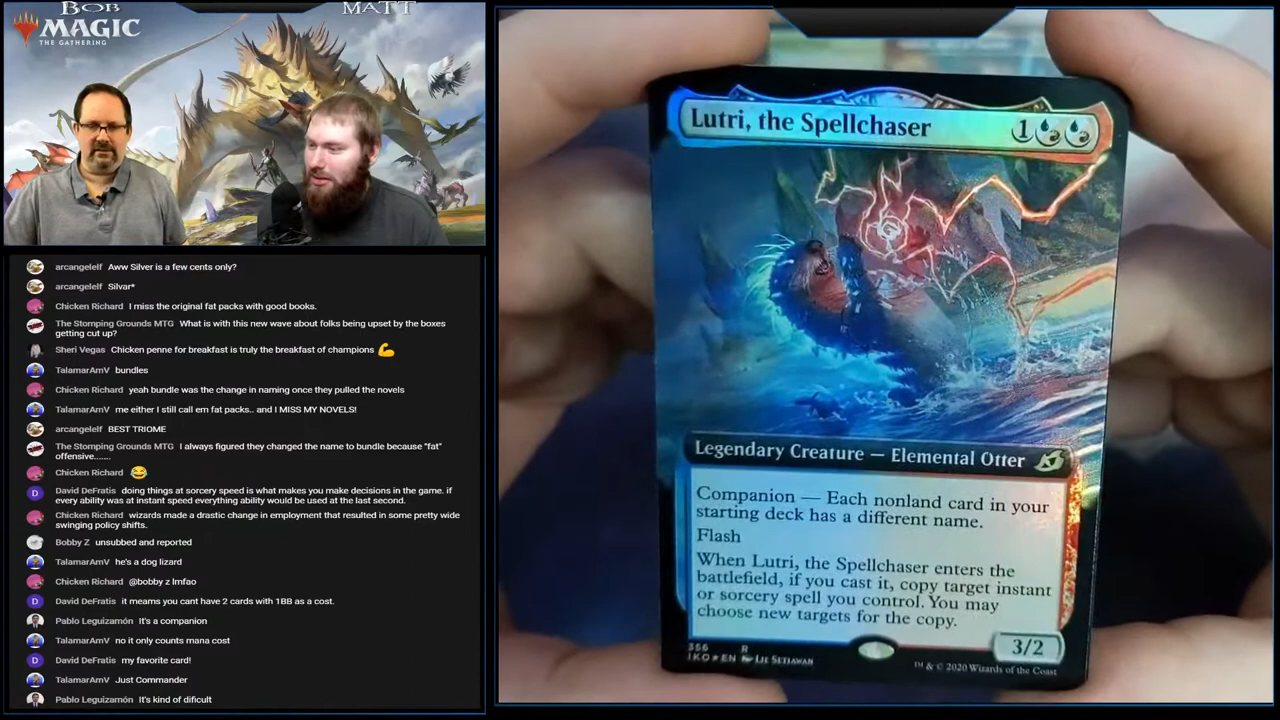 BOB
MATT
MAGIC
THE GATHERING
arcangelelf Aww Silver is a few cents only?
arcangelelf Silvar*
Chicken Richard I miss the original fat packs with good books.
The Stomping Grounds MTG What is with this new wave about folks being upset by the boxes
getting cut up?
Sheri Vegas Chicken penne for breakfast is truly the breakfast of champions 💪
TalamarAmV bundles
Chicken Richard yeah bundle was the change in naming once they pulled the novels
TalamarAmV me either I still call em fat packs.. and I MISS MY NOVELS!
arcangelelf BEST TRIOME
The Stomping Grounds MTG I always figured they changed the name to bundle because "fat"
offensive.......
Chicken Richard 😂
D David DeFratis doing things at sorcery speed is what makes you make decisions in the game. if
every ability was at instant speed everything ability would be used at the last second.
Chicken Richard wizards made a drastic change in employment that resulted in some pretty wide
swinging policy shifts.
Bobby Z unsubbed and reported
TalamarAmV he's a dog lizard
Chicken Richard @bobby z lmfao
D David DeFratis it meams you cant have 2 cards with 1BB as a cost.
Pablo Leguizamón It's a companion
TalamarAmV no it only counts mana cost
D David DeFratis my favorite card!
TalamarAmV Just Commander
Pablo Leguizamón It's kind of dificult
Lutri, the Spellchaser 1
Legendary Creature — Elemental Otter
Companion — Each nonland card in your
starting deck has a different name.
Flash
When Lutri, the Spellchaser enters the
battlefield, if you cast it, copy target instant
or sorcery spell you control. You may
choose new targets for the copy.
3/2
356 R
IKO★EN Lie Setiawan
™ & © 2020 Wizards of the Coast